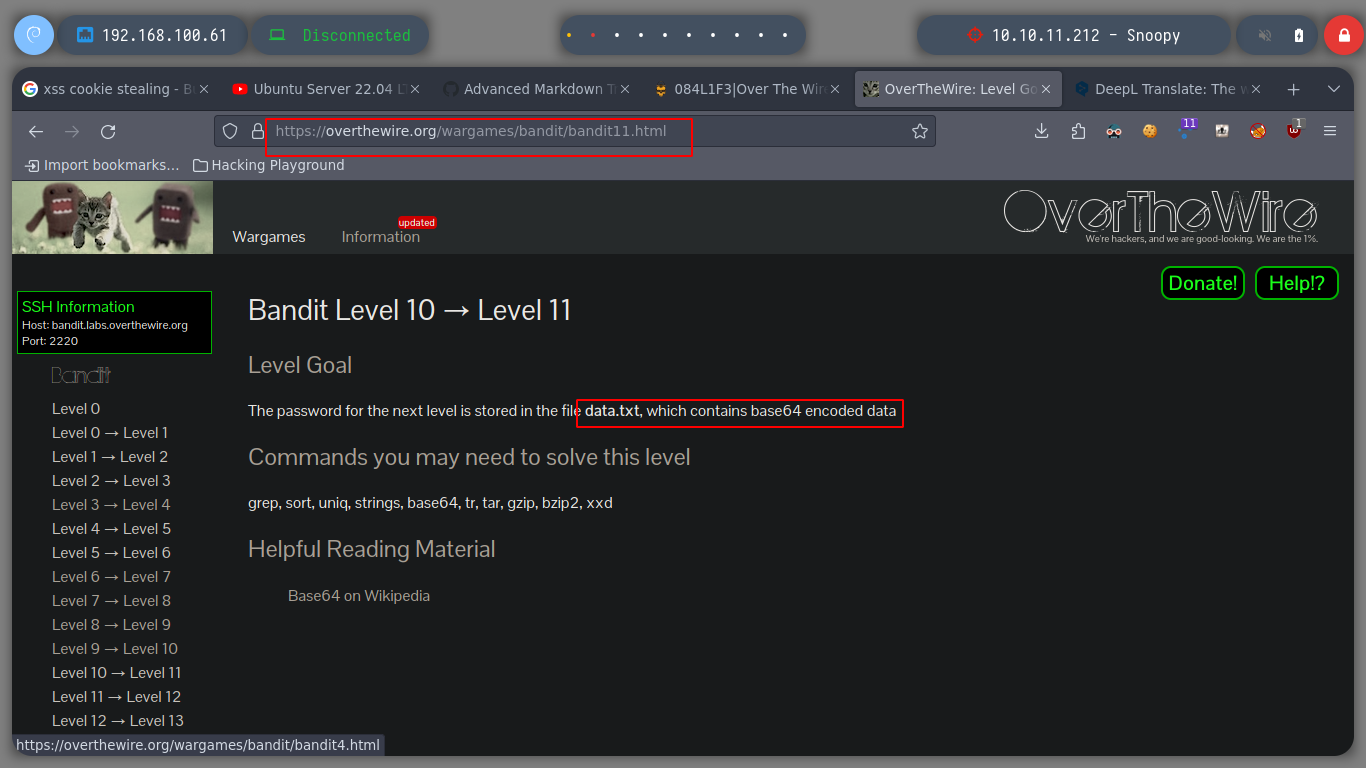 192.168.100.61
Disconnected
10.10.11.212 - Snoopy
xss cookie stealing - B
Ubuntu Server 22.04 LT
Advanced Markdown T
084L1F3|Over The Wire
OverTheWire: Level Go
DeepL Translate: The w
https://overthewire.org/wargames/bandit/bandit11.html
11
1
Import bookmarks...
Hacking Playground
Wargames
Information
updated
OverTheWire
We're hackers, and we are good-looking. We are the 1%.
Donate!
Help!?
SSH Information
Host: bandit.labs.overthewire.org
Port: 2220
Bandit
Level 0
Level 0 → Level 1
Level 1 → Level 2
Level 2 → Level 3
Level 3 → Level 4
Level 4 → Level 5
Level 5 → Level 6
Level 6 → Level 7
Level 7 → Level 8
Level 8 → Level 9
Level 9 → Level 10
Level 10 → Level 11
Level 11 → Level 12
Level 12 → Level 13
Bandit Level 10 → Level 11
Level Goal
The password for the next level is stored in the file data.txt, which contains base64 encoded data
Commands you may need to solve this level
grep, sort, uniq, strings, base64, tr, tar, gzip, bzip2, xxd
Helpful Reading Material
Base64 on Wikipedia
https://overthewire.org/wargames/bandit/bandit4.html